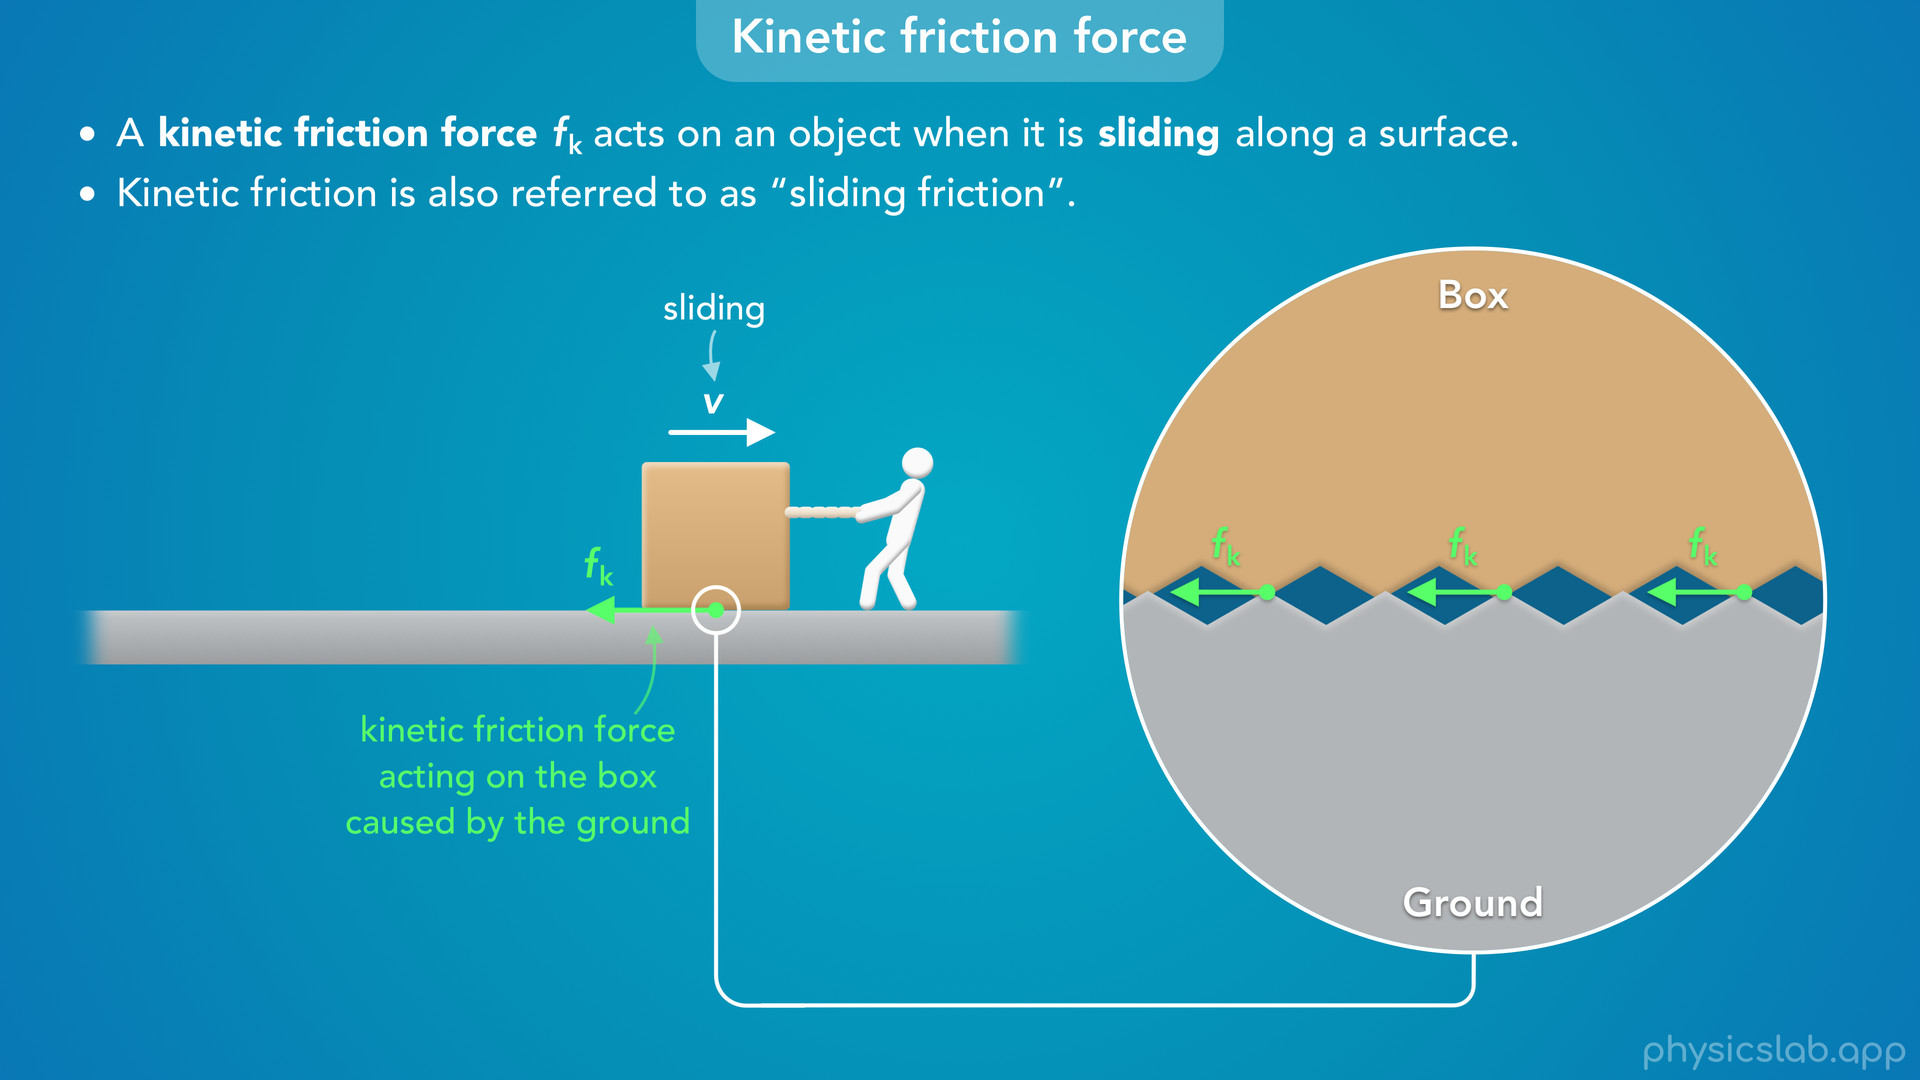 Kinetic friction force
• A kinetic friction force fk acts on an object when it is sliding along a surface.
• Kinetic friction is also referred to as “sliding friction”.
sliding
v
fk
kinetic friction force
acting on the box
caused by the ground
Box
fk fk fk
Ground
physicslab.app